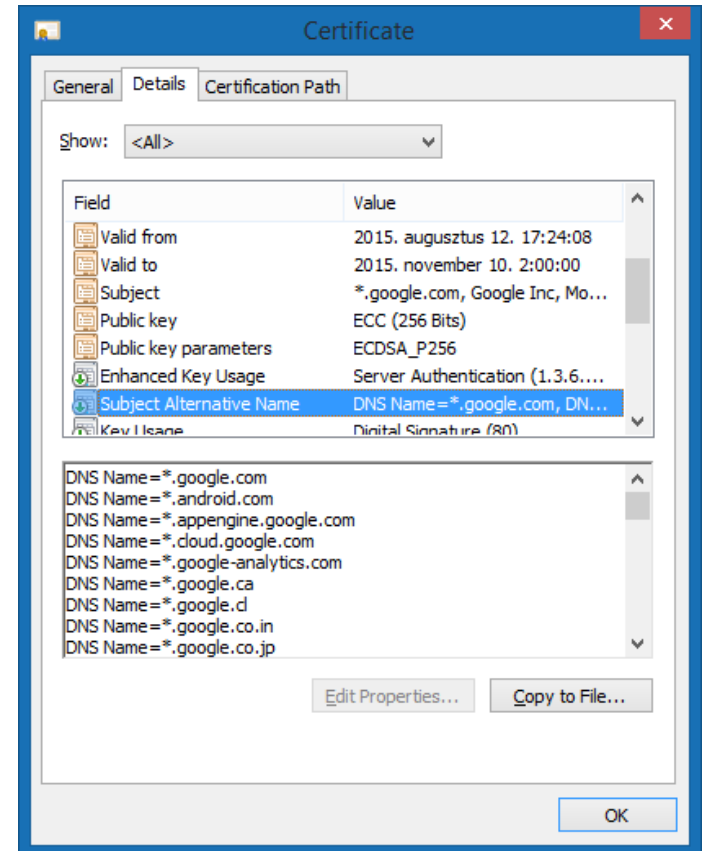 Certificate
General Details Certification Path
Show: <All>
Field Value
Valid from 2015. augusztus 12. 17:24:08
Valid to 2015. november 10. 2:00:00
Subject *.google.com, Google Inc, Mo...
Public key ECC (256 Bits)
Public key parameters ECDSA_P256
Enhanced Key Usage Server Authentication (1.3.6....
Subject Alternative Name DNS Name=*.google.com, DN...
Key Usage Digital Signature (80)
DNS Name=*.google.com
DNS Name=*.android.com
DNS Name=*.appengine.google.com
DNS Name=*.cloud.google.com
DNS Name=*.google-analytics.com
DNS Name=*.google.ca
DNS Name=*.google.cl
DNS Name=*.google.co.in
DNS Name=*.google.co.jp
Edit Properties... Copy to File...
OK